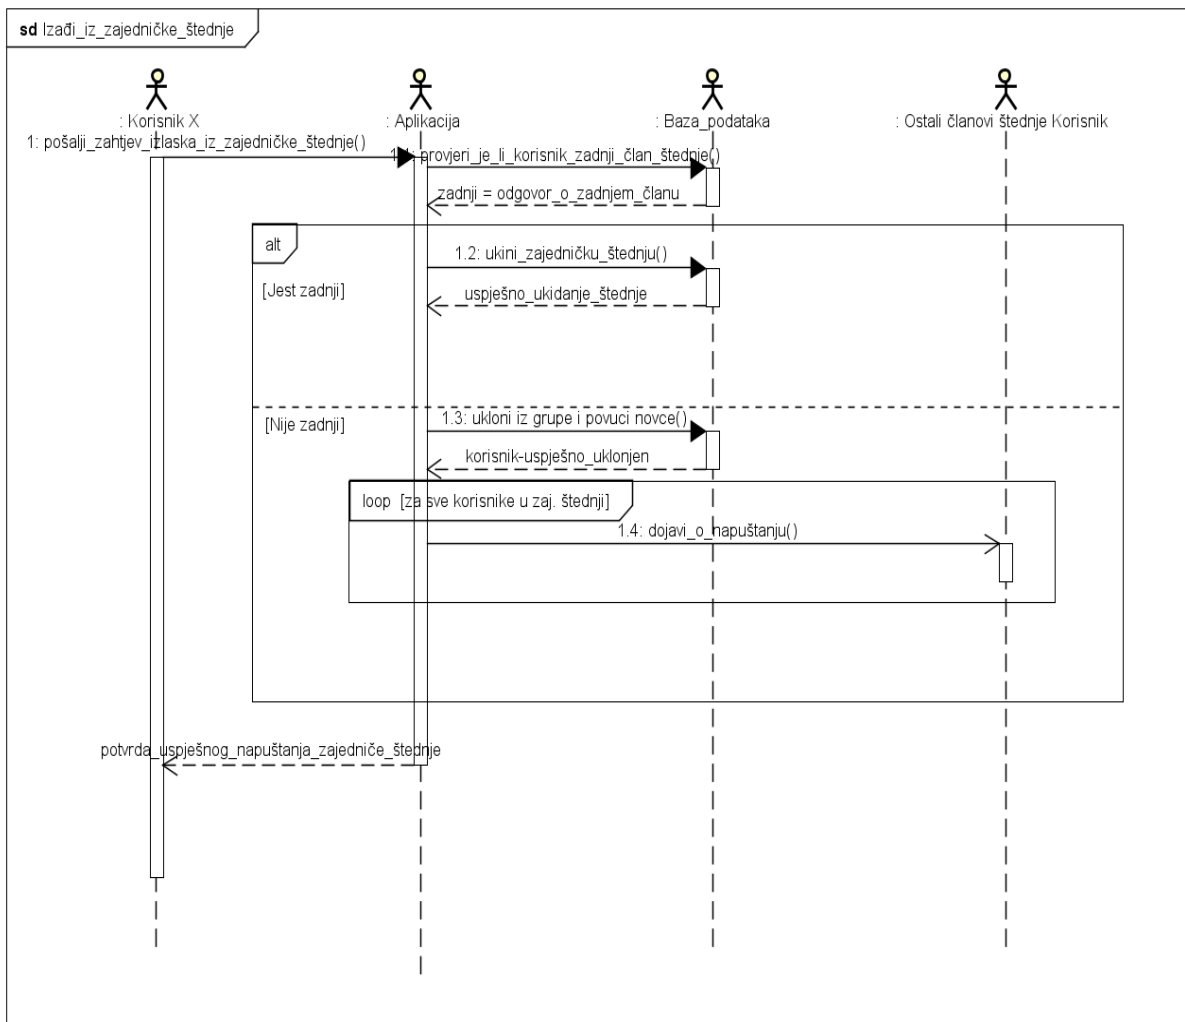 sd Izađi_iz_zajedničke_štednje
: Korisnik X
: Aplikacija
: Baza_podataka
: Ostali članovi štednje Korisnik
1: pošalji_zahtjev_izlaska_iz_zajedničke_štednje()
1.1: provjeri_je_li_korisnik_zadnji_član_štednje()
zadnji = odgovor_o_zadnjem_članu
alt
1.2: ukini_zajedničku_štednju()
[Jest zadnji]
uspješno_ukidanje_štednje
[Nije zadnji]
1.3: ukloni iz grupe i povuci novce()
korisnik-uspješno_uklonjen
loop [za sve korisnike u zaj. štednji]
1.4: dojavi_o_napuštanju()
potvrda_uspješnog_napuštanja_zajedniče_štednje